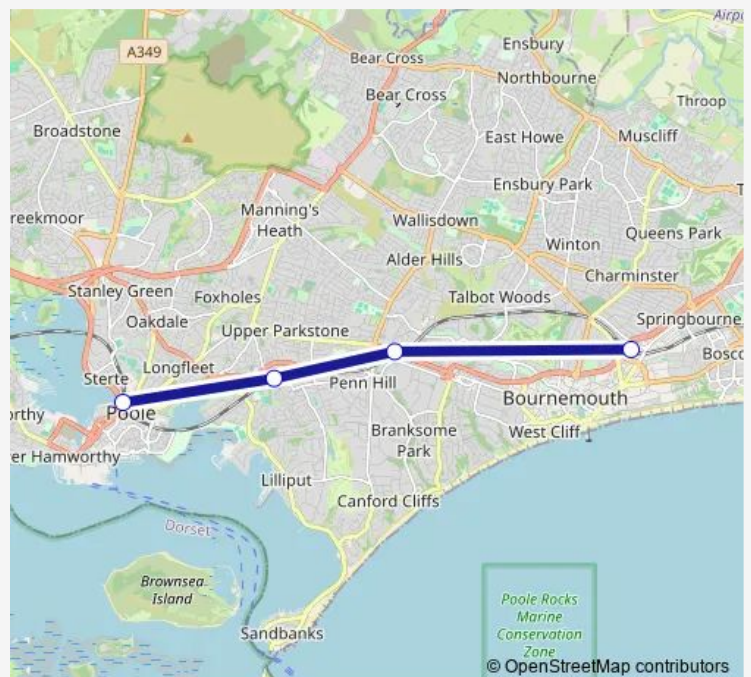 Airpo
A349
Ensbury
Bear Cross
Northbourne
Bear Cross
Throop
Broadstone
East Howe
Muscliff
Ensbury Park
T
Manning's
Heath
reekmoor
Wallisdown
Queens Park
Winton
Alder Hills
Charminster
Stanley Green
Foxholes
Talbot Woods
Oakdale
Upper Parkstone
Springbourne
Longfleet
Bosco
Sterte
Penn Hill
Poole
Bournemouth
orthy
Branksome
Park
West Cliff
er Hamworthy
Lilliput
Canford Cliffs
Dorset
Brownsea
Island
Poole Rocks
Marine
Conservation
Zone
Sandbanks
© OpenStreetMap contributors